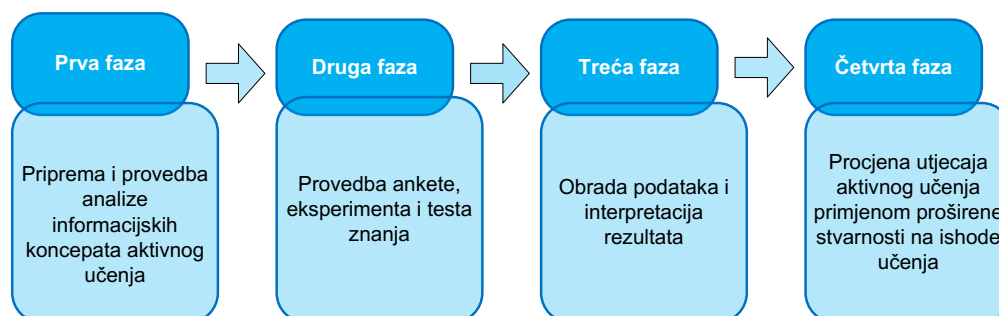 Prva faza
Druga faza
Treća faza
Četvrta faza
Priprema i provedba
analize
informacijskih
koncepata aktivnog
učenja
Provedba ankete,
eksperimenta i testa
znanja
Obrada podataka i
interpretacija
rezultata
Procjena utjecaja
aktivnog učenja
primjenom proširene
stvarnosti na ishode
učenja